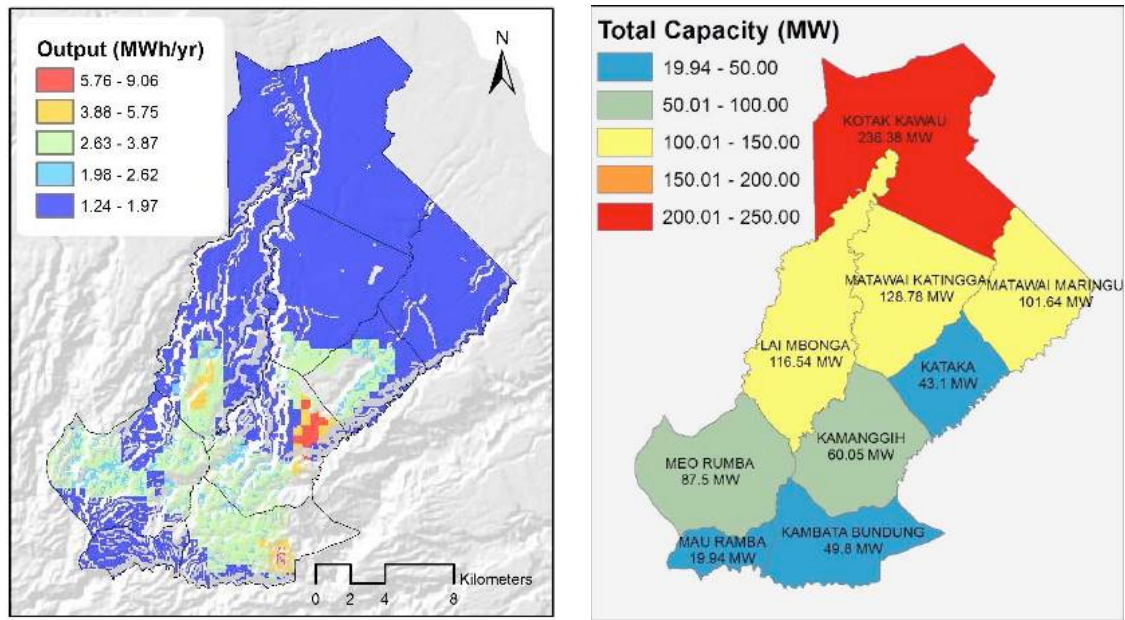 Output (MWh/yr)
5.76 - 9.06
3.88 - 5.75
2.63 - 3.87
1.98 - 2.62
1.24 - 1.97
N
Kilometers
0 2 4 8
Total Capacity (MW)
19.94 - 50.00
50.01 - 100.00
100.01 - 150.00
150.01 - 200.00
200.01 - 250.00
KOTAK KAWAU
236.38 MW
MATAWAI KATINGGA
128.78 MW
MATAWAI MARINGU
101.64 MW
LAI MBONGA
116.54 MW
KATAKA
43.1 MW
KAMANGGIH
60.05 MW
MEO RUMBA
87.5 MW
KAMBATA BUNDUNG
49.8 MW
MAU RAMBA
19.94 MW